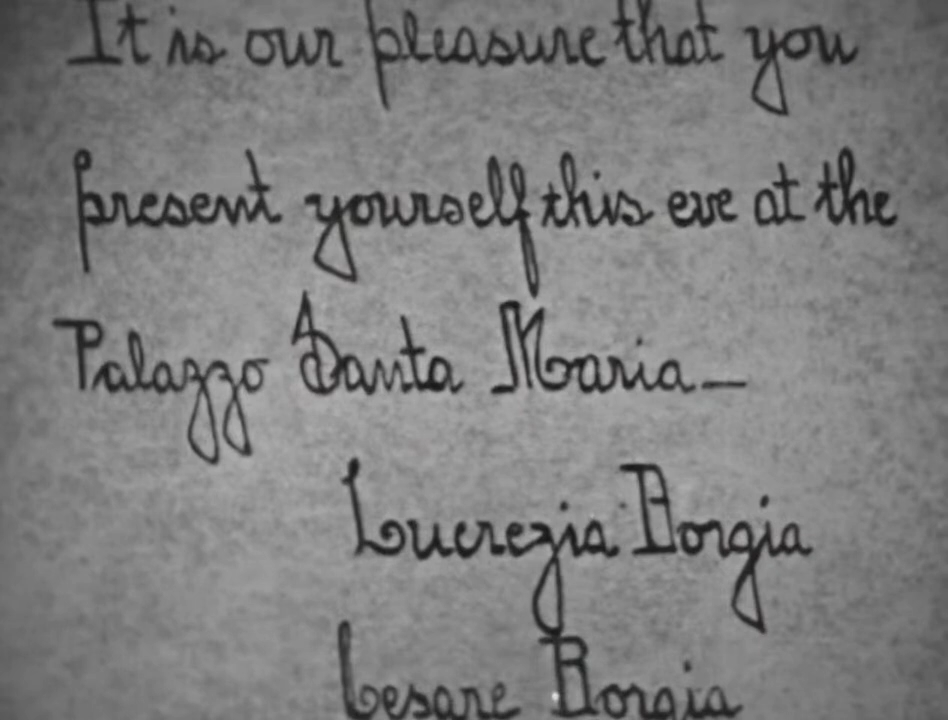 It is our pleasure that you
present yourself this eve at the
Palazzo Santa Maria—
Lucrezia Borgia
Cesare Borgia